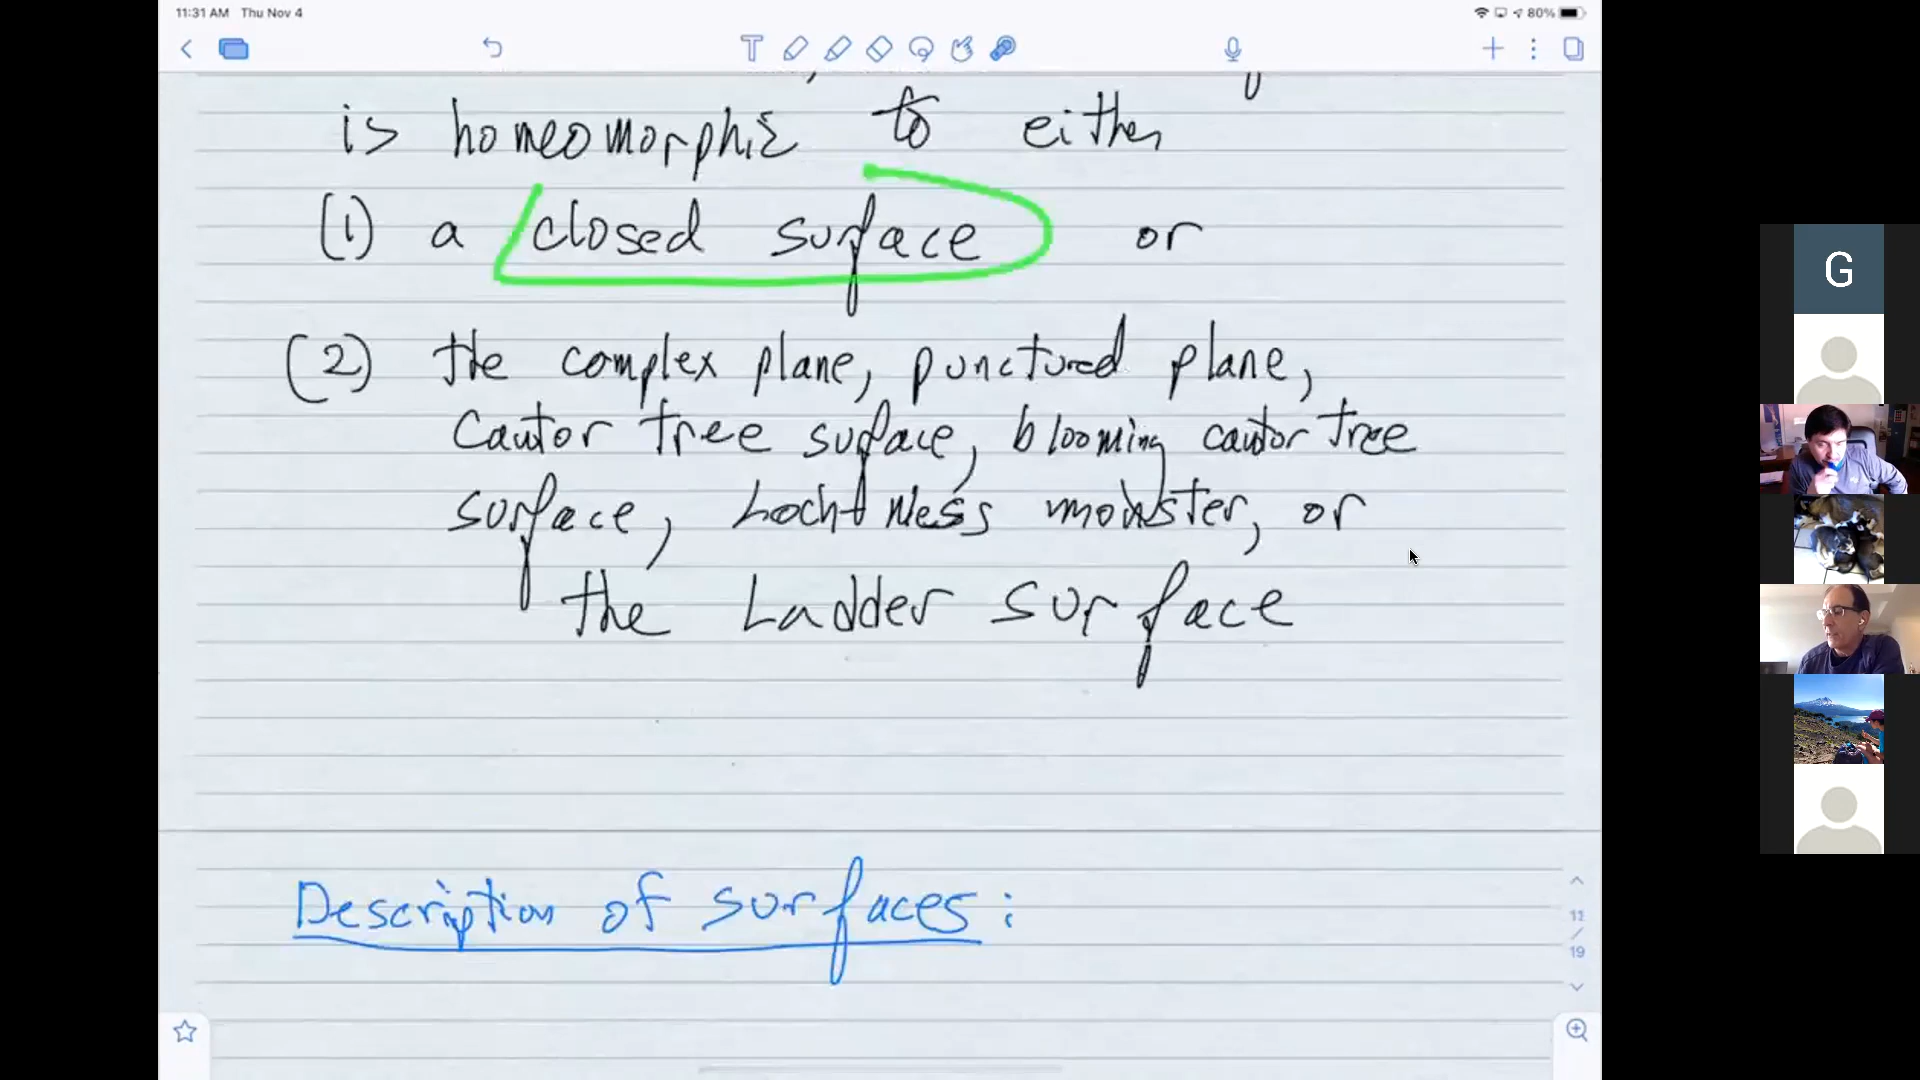 11:31 AM Thu Nov 4
80%
T
is homeomorphic to either
(1) a closed surface or
(2) the complex plane, punctured plane,
Cantor tree surface, blooming cantor tree
surface, Loch Ness monster, or
the Ladder surface
Description of surfaces:
11
/
19
G